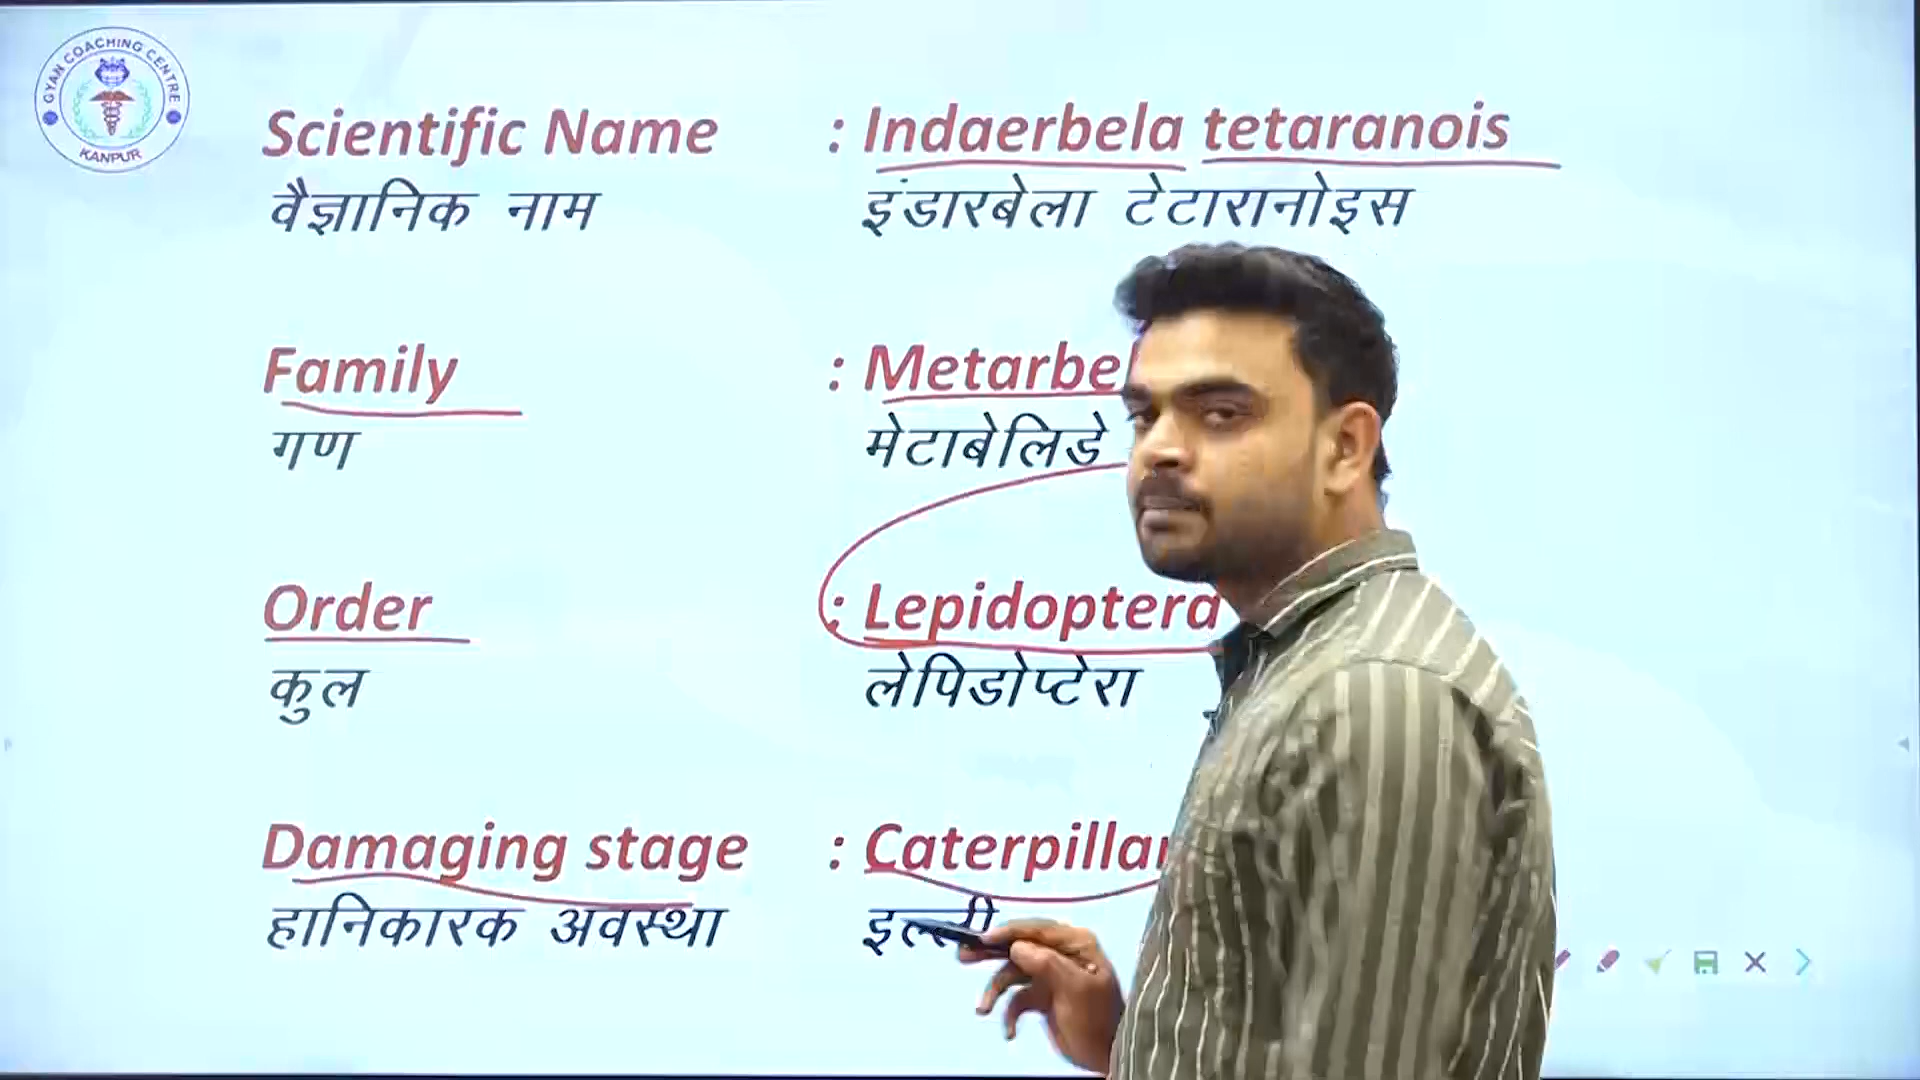 GYAN COACHING CENTRE
KANPUR
Scientific Name : Indaerbela tetaranois
वैज्ञानिक नाम इंडारबेला टेटारानोइस
Family :
गण मेटाबेलिडे
Order : Lepidoptera
कुल लेपिडोप्टेरा
Damaging stage : Caterpillar
हानिकारक अवस्था इल्ली